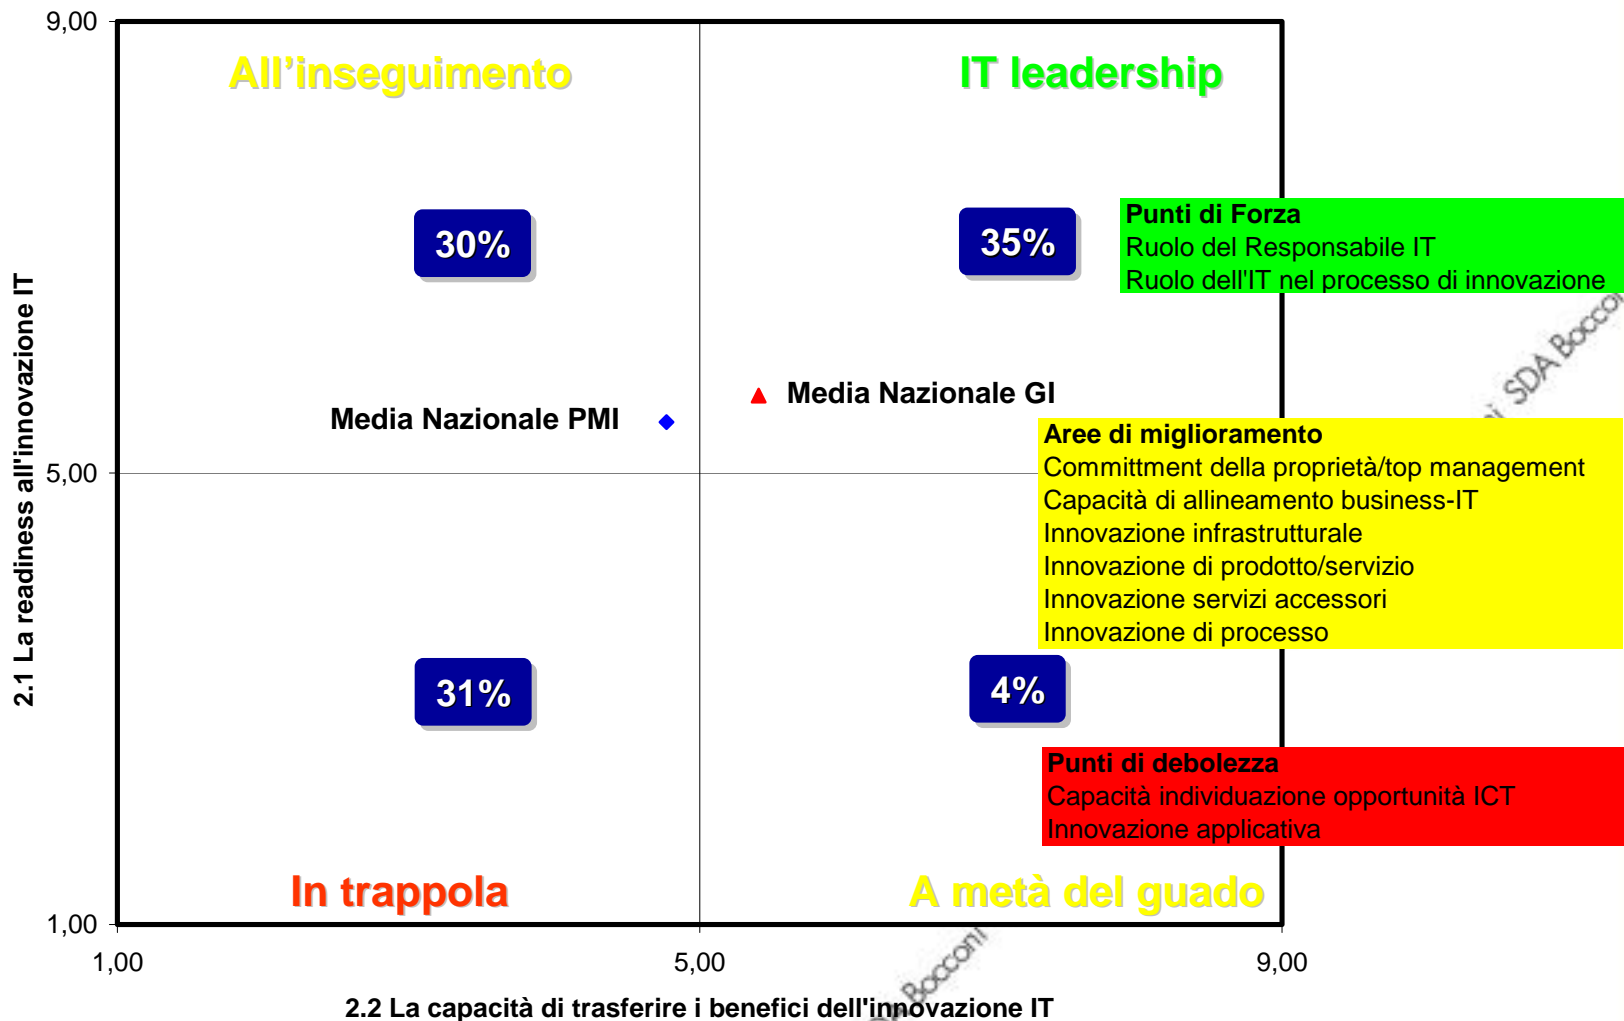 9,00
All'inseguimento
IT leadership
30%
35%
Punti di Forza
Ruolo del Responsabile IT
Ruolo dell'IT nel processo di innovazione
2.1 La readiness all'innovazione IT
SDA Bocconi
Media Nazionale PMI
Media Nazionale GI
5,00
Aree di miglioramento
Committment della proprietà/top management
Capacità di allineamento business-IT
Innovazione infrastrutturale
Innovazione di prodotto/servizio
Innovazione servizi accessori
Innovazione di processo
31%
4%
Punti di debolezza
Capacità individuazione opportunità ICT
Innovazione applicativa
In trappola
A metà del guado
1,00
1,00
5,00
9,00
Bocconi
2.2 La capacità di trasferire i benefici dell'innovazione IT